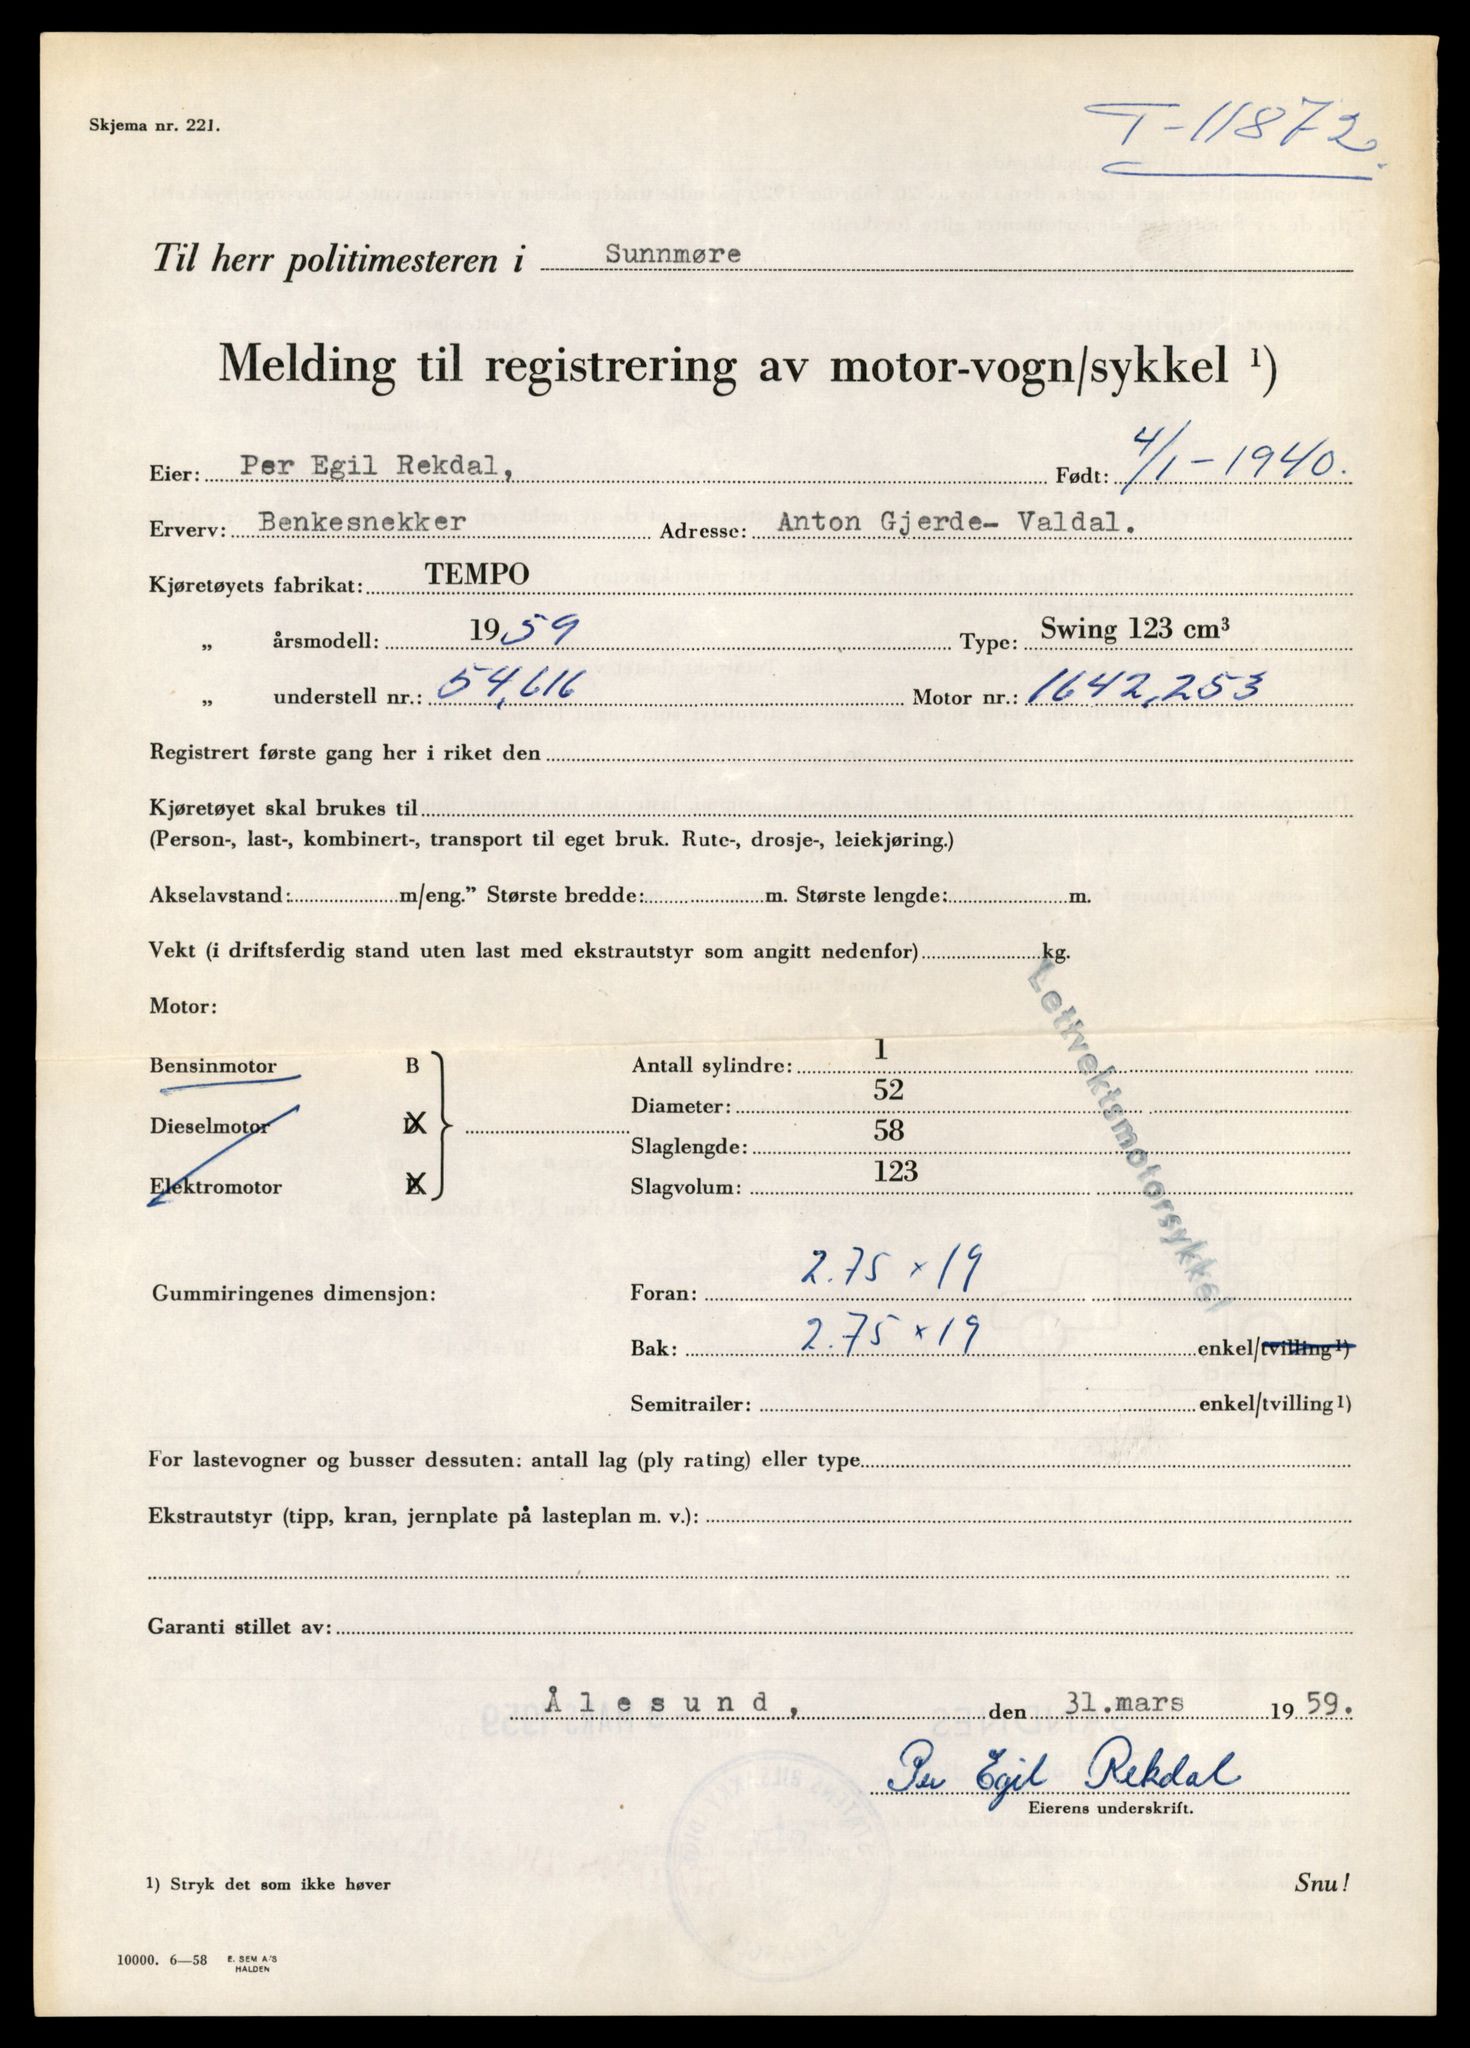 Skjema nr. 221.
T-11872.
Til herr politimesteren i Sunnmøre
Melding til registrering av motor-vogn/sykkel ¹)
Eier: Per Egil Rekdal, Født: 4/1-1940.
Erverv: Benkesnekker Adresse: Anton Gjerde- Valdal.
Kjøretøyets fabrikat: TEMPO
„ årsmodell: 1959 Type: Swing 123 cm³
„ understell nr.: 54,616 Motor nr.: 1642,253
Registrert første gang her i riket den
Kjøretøyet skal brukes til
(Person-, last-, kombinert-, transport til eget bruk. Rute-, drosje-, leiekjøring.)
Akselavstand: m/eng.” Største bredde: m. Største lengde: m.
Vekt (i driftsferdig stand uten last med ekstrautstyr som angitt nedenfor) kg.
Lettvektsmotorsykkel
Motor:
Bensinmotor B Antall sylindre: 1
Diameter: 52
Dieselmotor D
Slaglengde: 58
Elektromotor E Slagvolum: 123
Gummiringenes dimensjon: Foran: 2.75 x 19
Bak: 2.75 x 19 enkel/tvilling¹)
Semitrailer: enkel/tvilling¹)
For lastevogner og busser dessuten: antall lag (ply rating) eller type
Ekstrautstyr (tipp, kran, jernplate på lasteplan m. v.):
Garanti stillet av:
Ålesund, den 31.mars 1959.
Per Egil Rekdal
Eierens underskrift.
¹) Stryk det som ikke høver
Snu!
10000. 6—58 E. SEM A/S
HALDEN